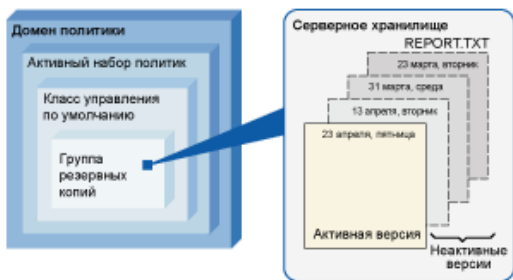 Домен политики
Активный набор политик
Класс управления
по умолчанию
Группа
резервных
копий
Серверное хранилище
REPORT.TXT
23 марта, вторник
31 марта, среда
13 апреля, вторник
23 апреля, пятница
Активная версия
Неактивные
версии